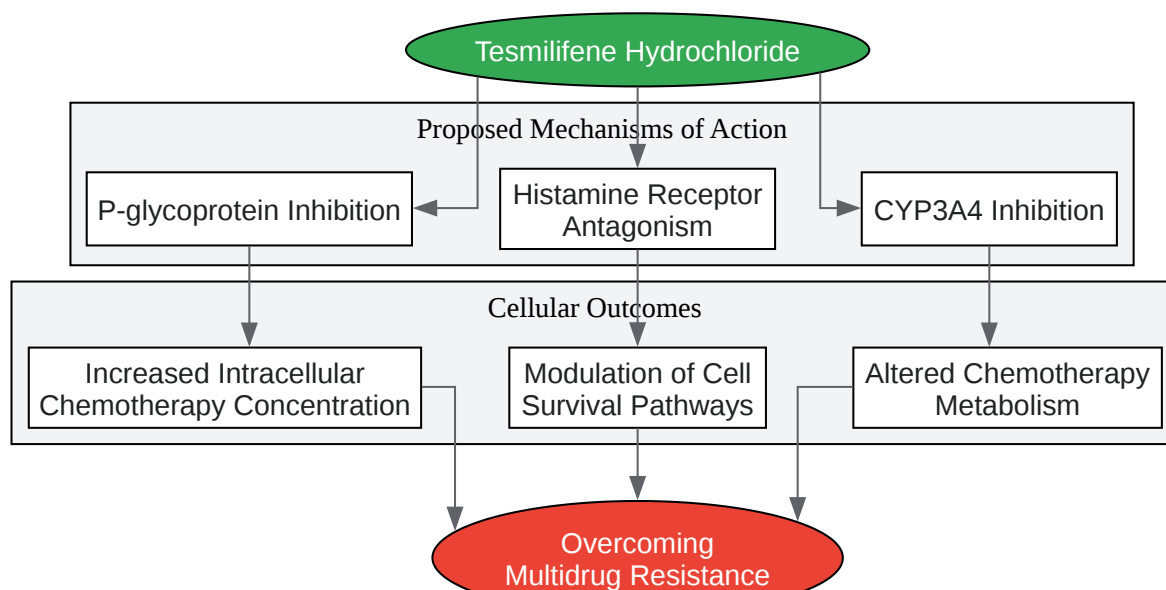 Tesmilifene Hydrochloride
Proposed Mechanisms of Action
P-glycoprotein Inhibition
Histamine Receptor
Antagonism
CYP3A4 Inhibition
Cellular Outcomes
Increased Intracellular
Chemotherapy Concentration
Modulation of Cell
Survival Pathways
Altered Chemotherapy
Metabolism
Overcoming
Multidrug Resistance